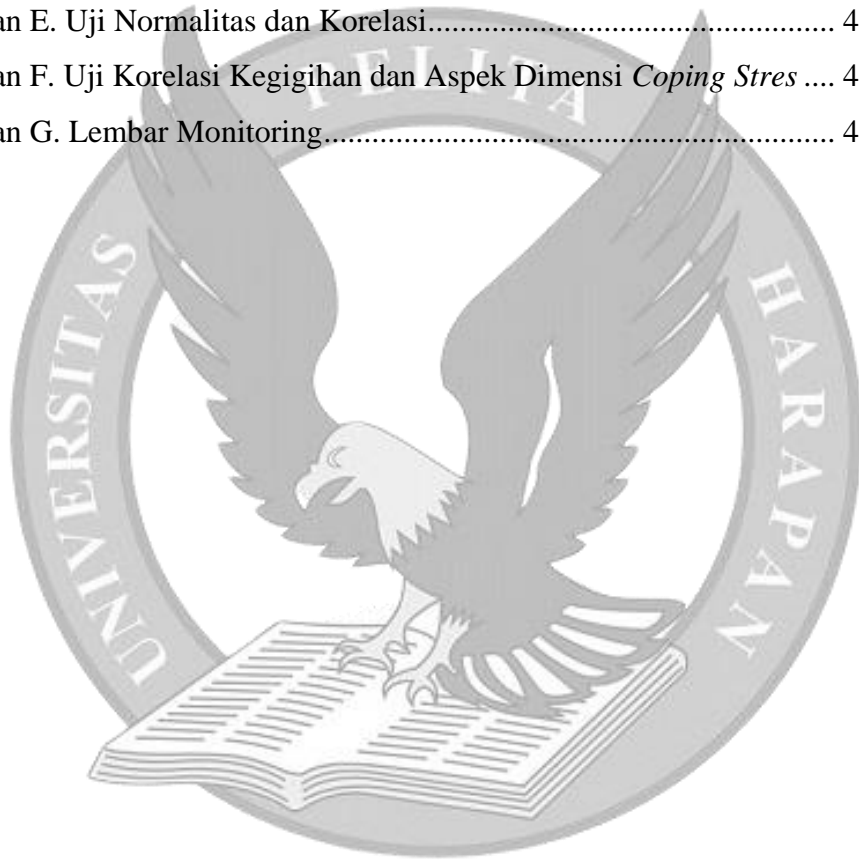 an E. Uji Normalitas dan Korelasi................................................ 4
an F. Uji Korelasi Kegigihan dan Aspek Dimensi Coping Stres .... 4
an G. Lembar Monitoring............................................................. 4
UNIVERSITAS PELITA HARAPAN